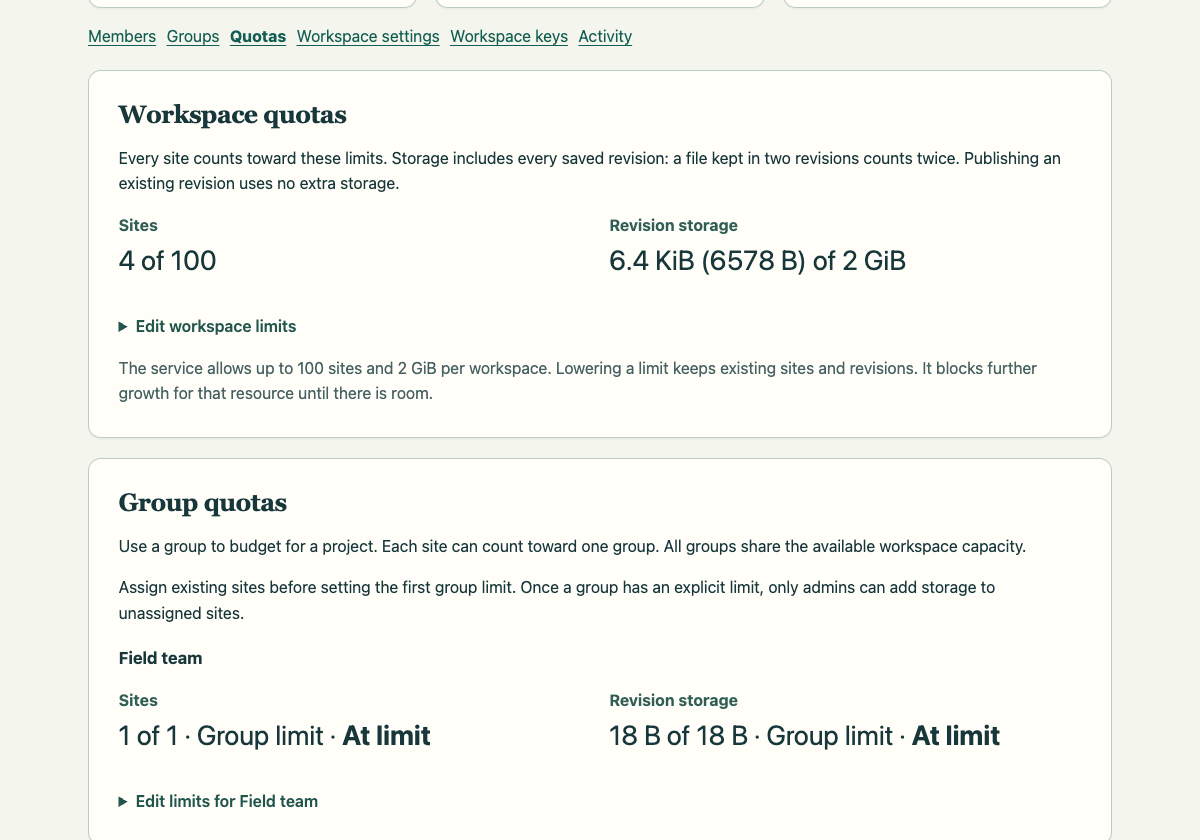 Members Groups Quotas Workspace settings Workspace keys Activity
Workspace quotas
Every site counts toward these limits. Storage includes every saved revision: a file kept in two revisions counts twice. Publishing an
existing revision uses no extra storage.
Sites
4 of 100
Revision storage
6.4 KiB (6578 B) of 2 GiB
▶ Edit workspace limits
The service allows up to 100 sites and 2 GiB per workspace. Lowering a limit keeps existing sites and revisions. It blocks further
growth for that resource until there is room.
Group quotas
Use a group to budget for a project. Each site can count toward one group. All groups share the available workspace capacity.
Assign existing sites before setting the first group limit. Once a group has an explicit limit, only admins can add storage to
unassigned sites.
Field team
Sites
1 of 1 · Group limit · At limit
Revision storage
18 B of 18 B · Group limit · At limit
▶ Edit limits for Field team